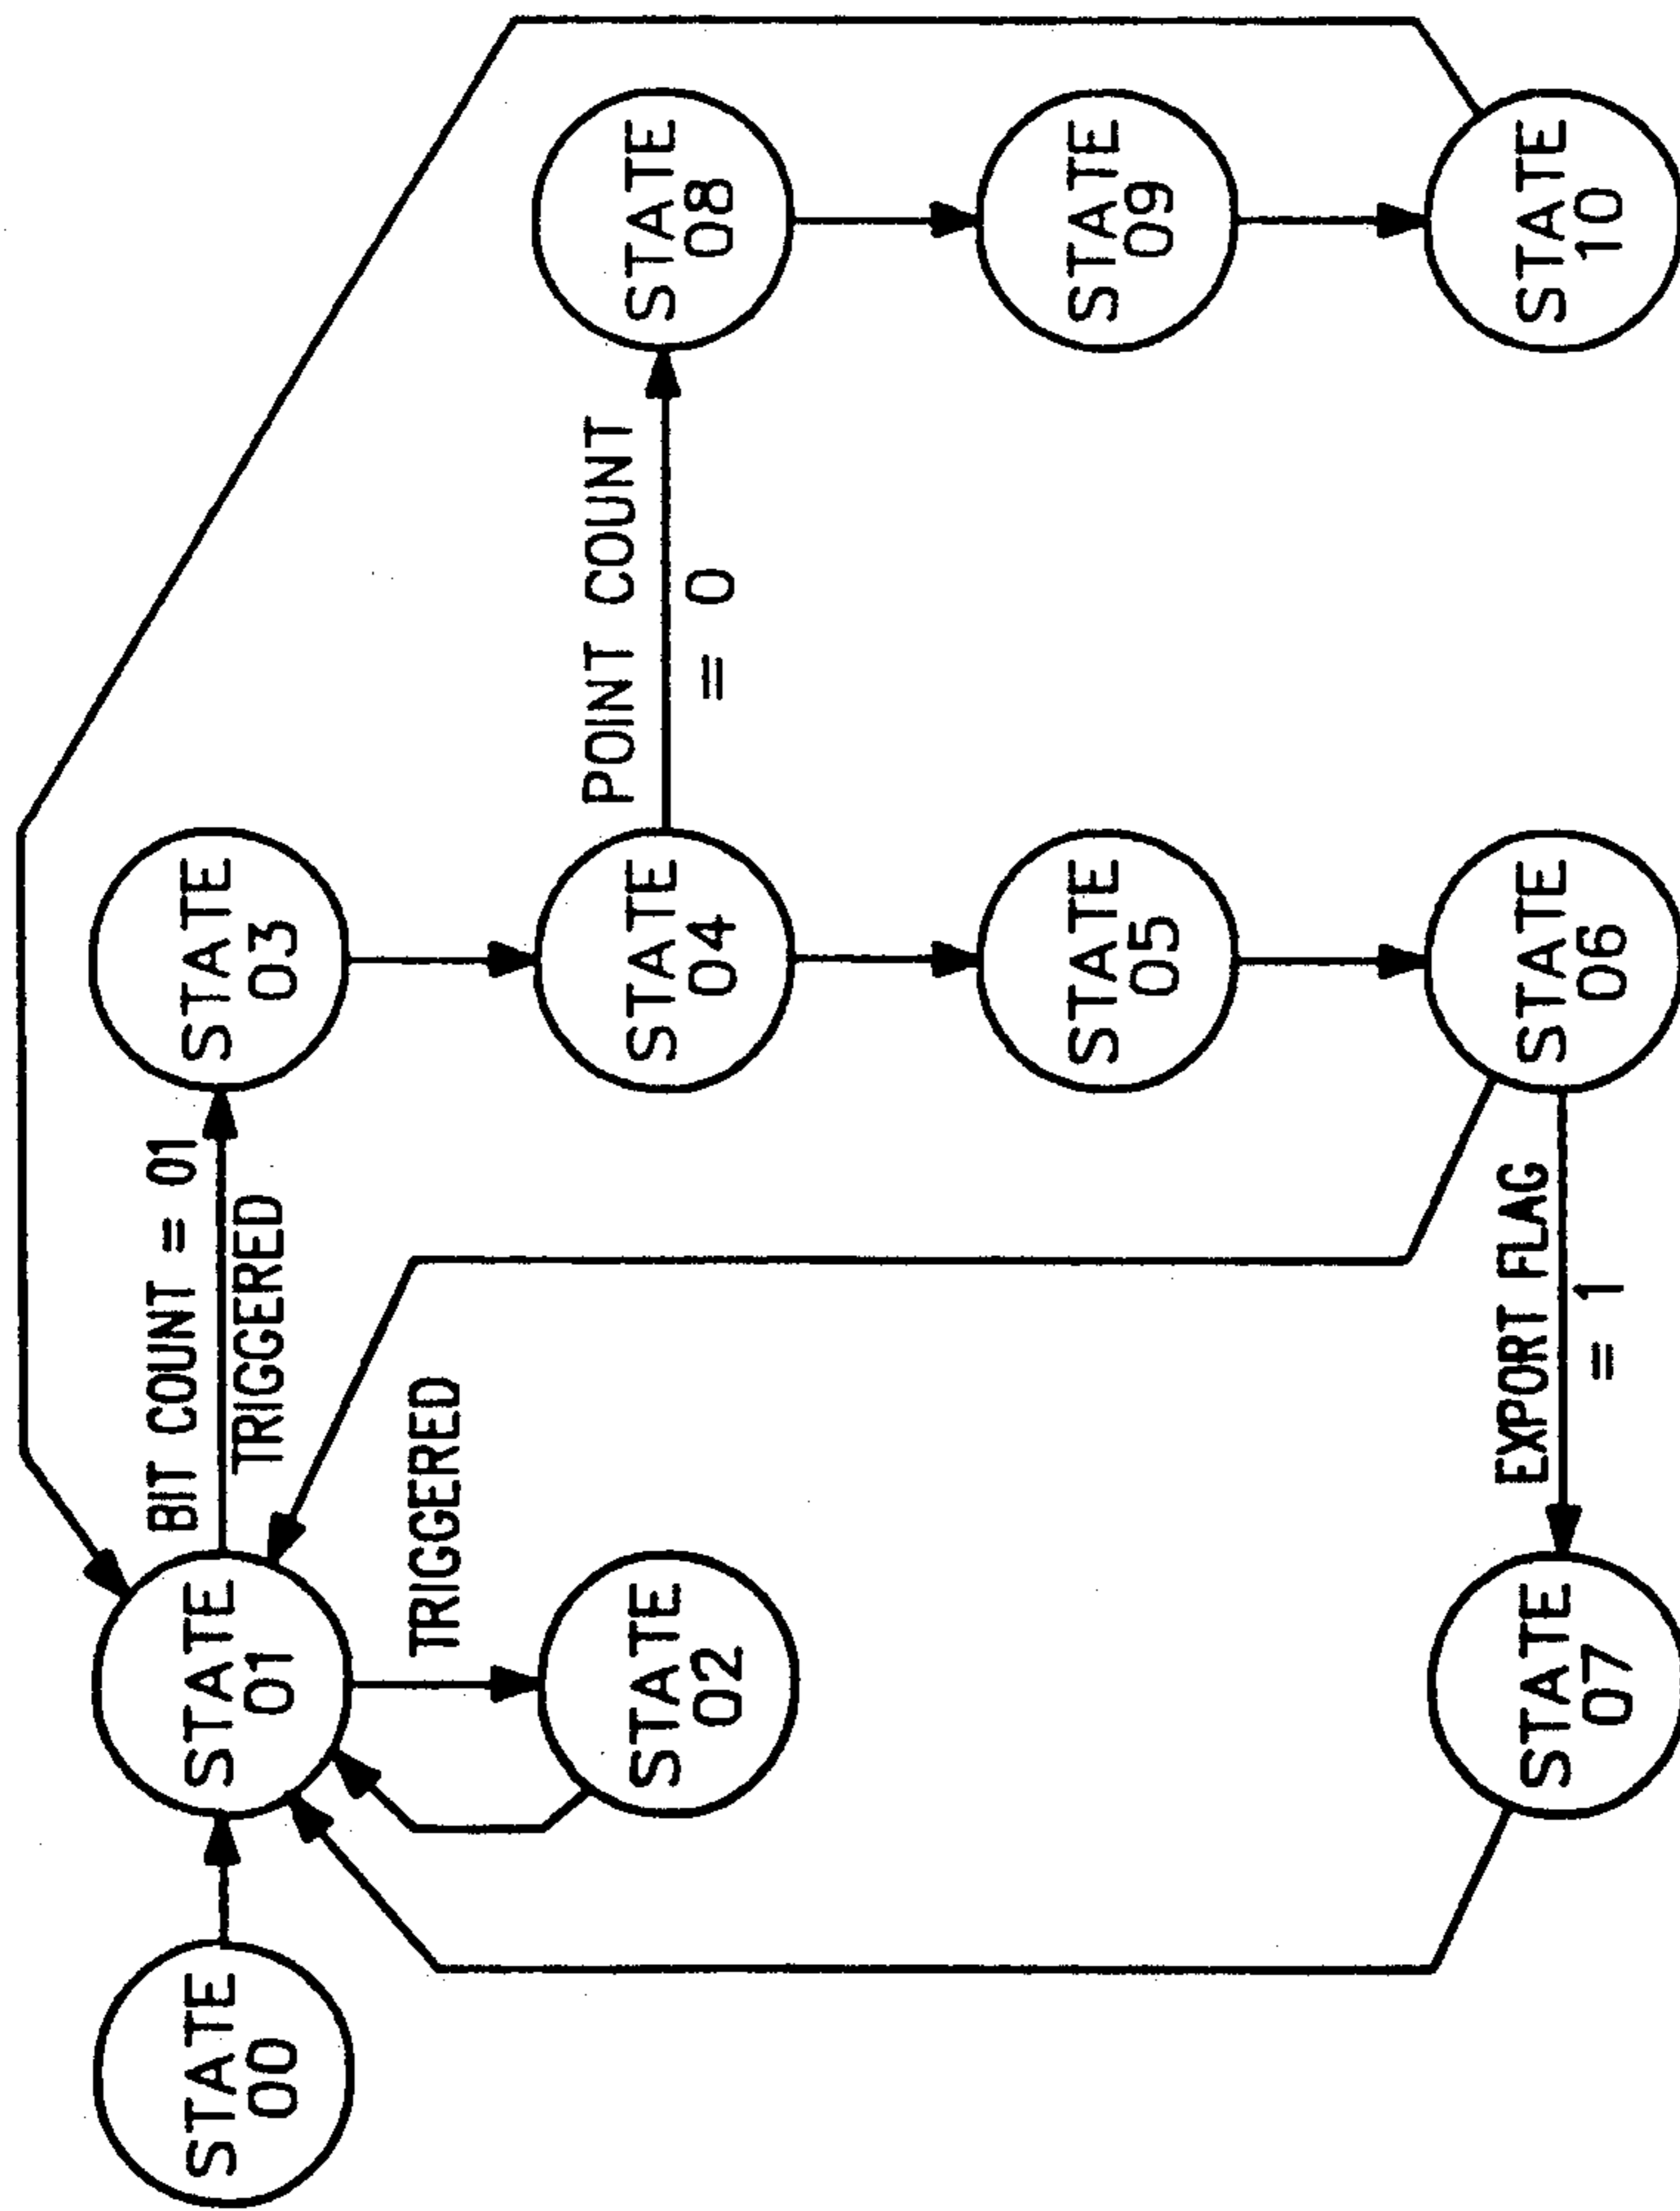 STATE
00
STATE
01
BIT COUNT = 01
TRIGGERED
STATE
03
TRIGGERED
STATE
02
STATE
04
POINT COUNT
= 0
STATE
08
STATE
05
STATE
09
STATE
07
EXPORT FLAG
= 1
STATE
06
STATE
10